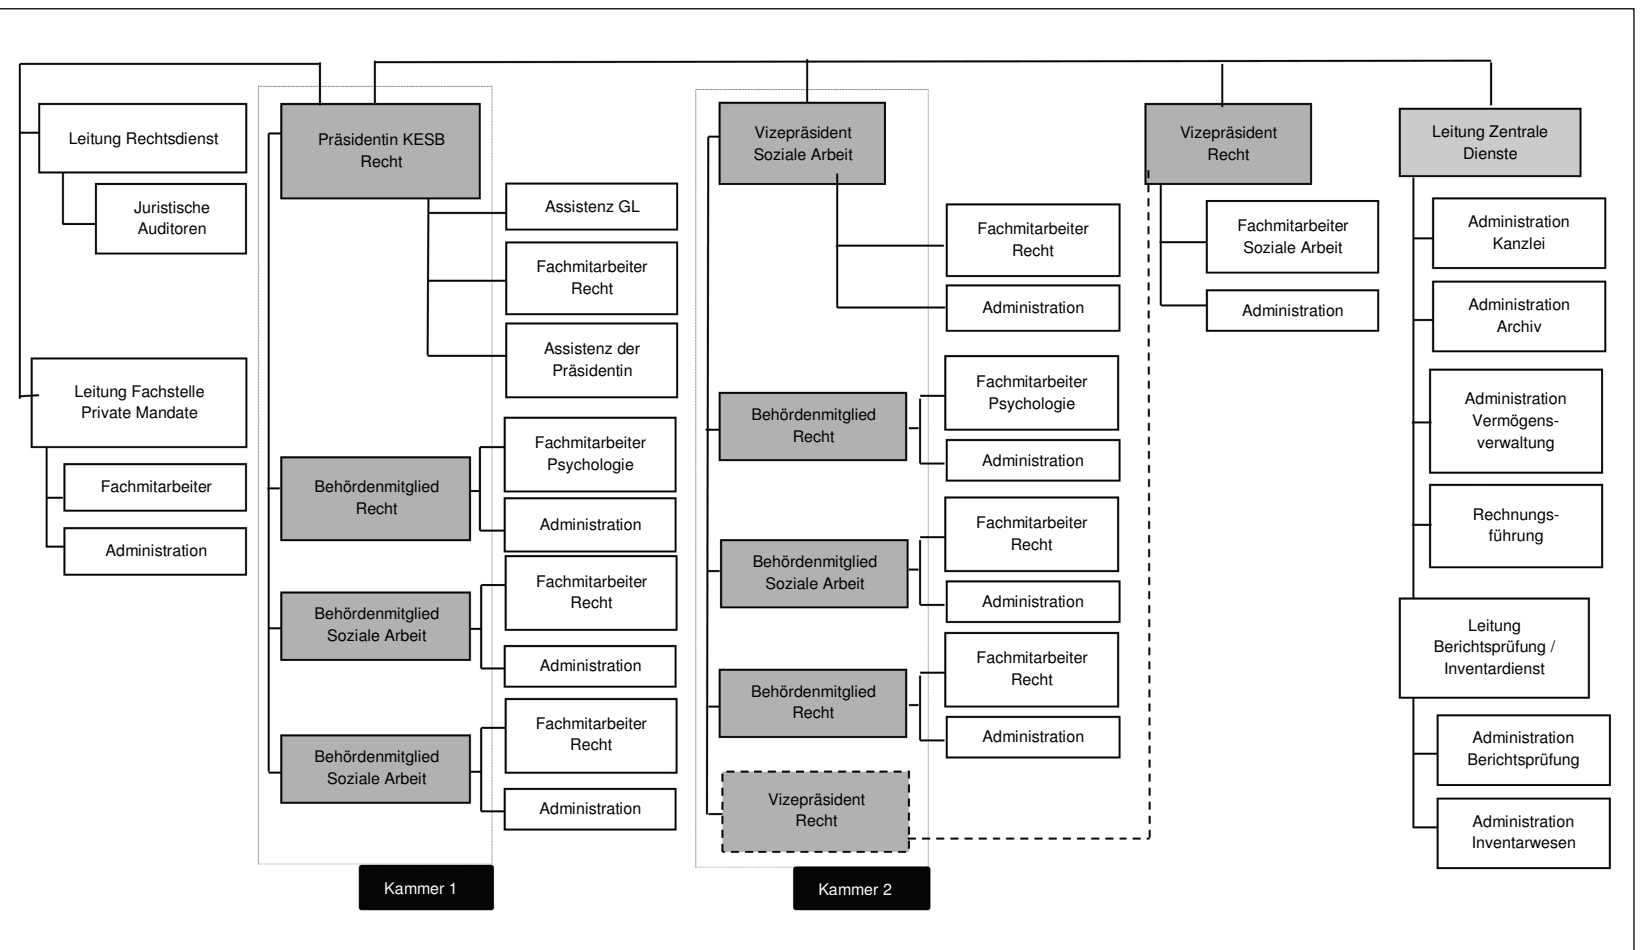 Leitung Rechtsdienst
Juristische
Auditoren
Leitung Fachstelle
Private Mandate
Fachmitarbeiter
Administration
Präsidentin KESB
Recht
Assistenz GL
Fachmitarbeiter
Recht
Assistenz der
Präsidentin
Behördenmitglied
Recht
Fachmitarbeiter
Psychologie
Administration
Behördenmitglied
Soziale Arbeit
Fachmitarbeiter
Recht
Administration
Behördenmitglied
Soziale Arbeit
Fachmitarbeiter
Recht
Administration
Kammer 1
Vizepräsident
Soziale Arbeit
Fachmitarbeiter
Recht
Administration
Behördenmitglied
Recht
Fachmitarbeiter
Psychologie
Administration
Behördenmitglied
Soziale Arbeit
Fachmitarbeiter
Recht
Administration
Behördenmitglied
Recht
Fachmitarbeiter
Recht
Administration
Vizepräsident
Recht
Kammer 2
Vizepräsident
Recht
Fachmitarbeiter
Soziale Arbeit
Administration
Leitung Zentrale
Dienste
Administration
Kanzlei
Administration
Archiv
Administration
Vermögens-
verwaltung
Rechnungs-
führung
Leitung
Berichtsprüfung /
Inventardienst
Administration
Berichtsprüfung
Administration
Inventarwesen